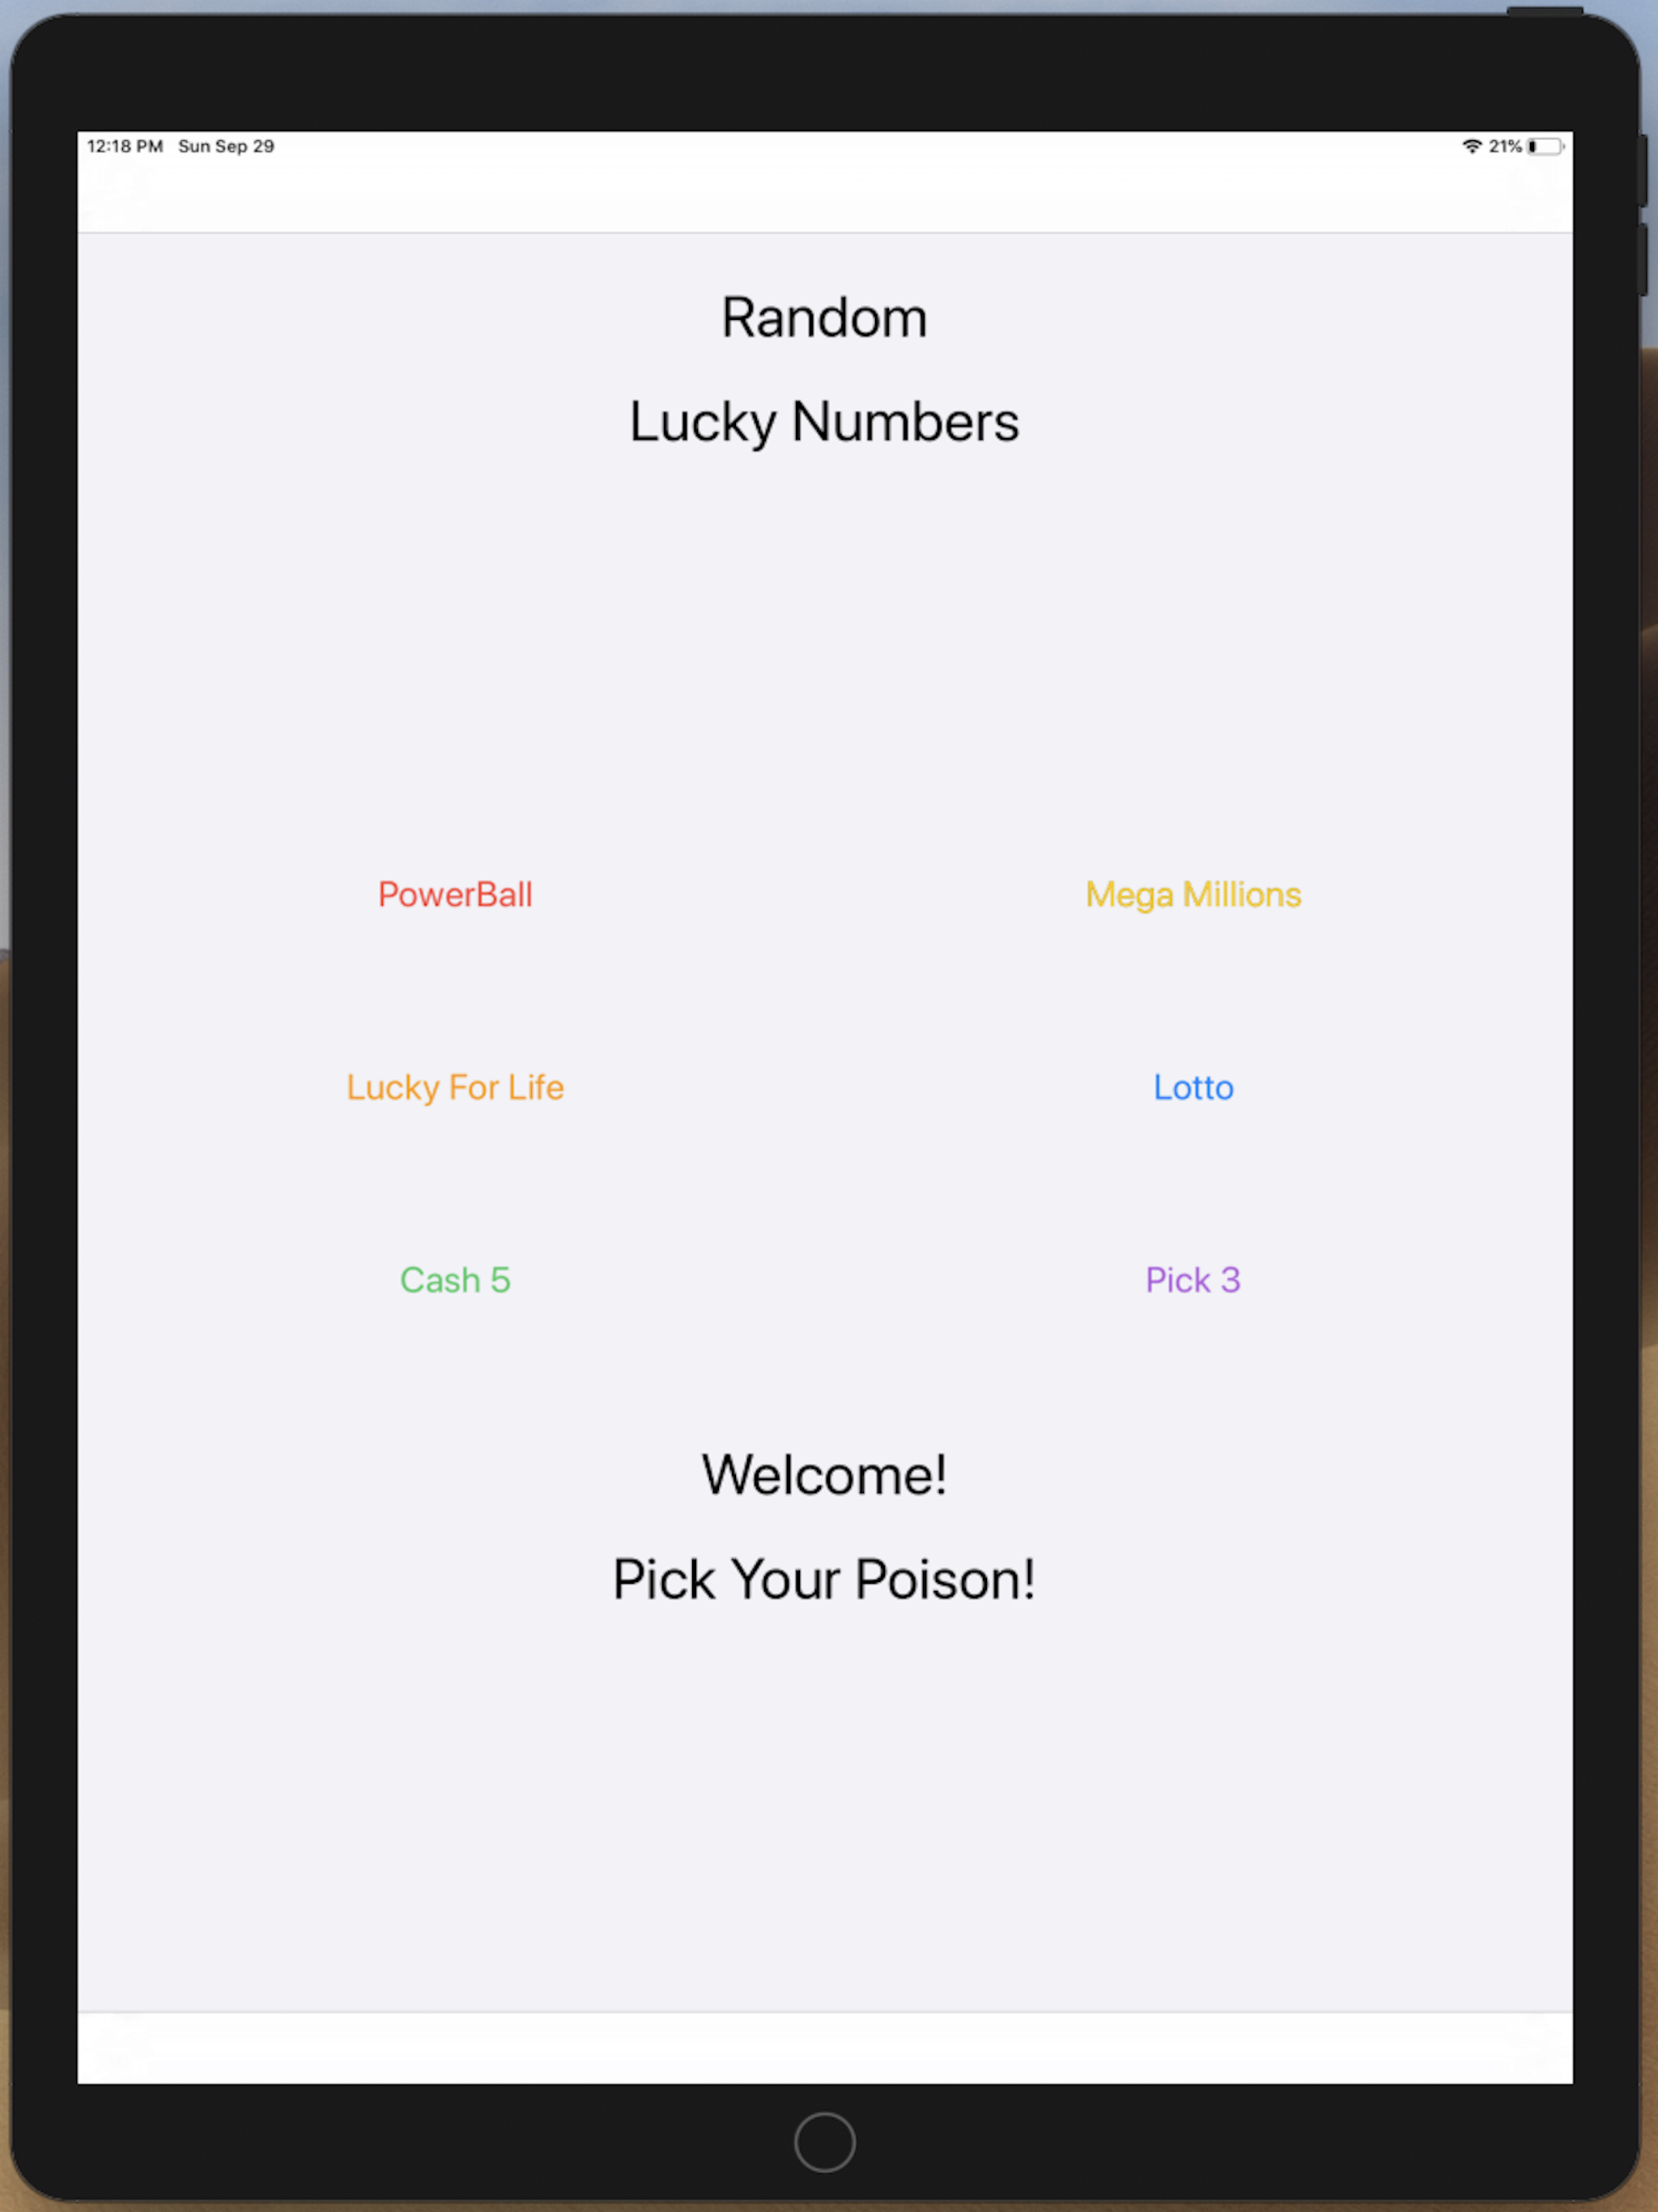 12:18 PM Sun Sep 29 21%
Random
Lucky Numbers
PowerBall Mega Millions
Lucky For Life Lotto
Cash 5 Pick 3
Welcome!
Pick Your Poison!